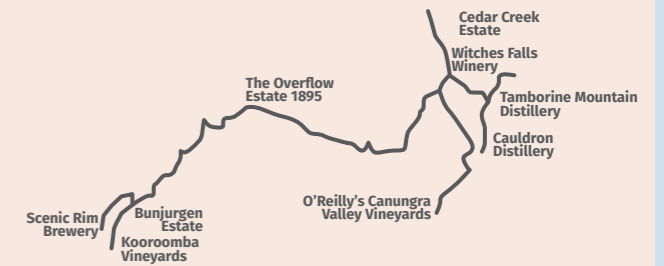 Cedar Creek
Estate
Witches Falls
Winery
The Overflow
Estate 1895
Tamborine Mountain
Distillery
Cauldron
Distillery
O’Reilly’s Canungra
Valley Vineyards
Scenic Rim
Brewery
Bunjurgen
Estate
Kooroomba
Vineyards